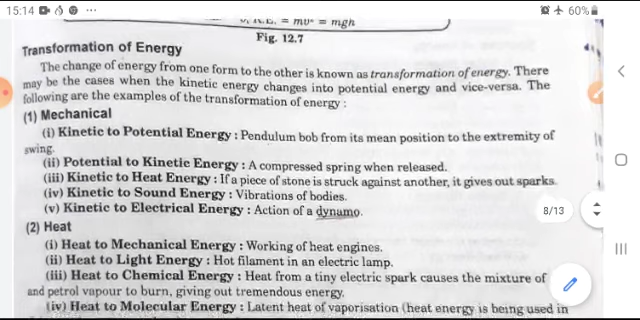 15:14
60%
= mgh
Fig. 12.7
Transformation of Energy
The change of energy from one form to the other is known as transformation of energy. There
may be the cases when the kinetic energy changes into potential energy and vice-versa. The
following are the examples of the transformation of energy :
(1) Mechanical
(i) Kinetic to Potential Energy : Pendulum bob from its mean position to the extremity of
swing.
(ii) Potential to Kinetic Energy : A compressed spring when released.
(iii) Kinetic to Heat Energy : If a piece of stone is struck against another, it gives out sparks.
(iv) Kinetic to Sound Energy : Vibrations of bodies.
(v) Kinetic to Electrical Energy : Action of a dynamo.
8/13
(2) Heat
(i) Heat to Mechanical Energy : Working of heat engines.
(ii) Heat to Light Energy : Hot filament in an electric lamp.
(iii) Heat to Chemical Energy : Heat from a tiny electric spark causes the mixture of
and petrol vapour to burn, giving out tremendous energy.
(iv) Heat to Molecular Energy : Latent heat of vaporisation (heat energy is being used in